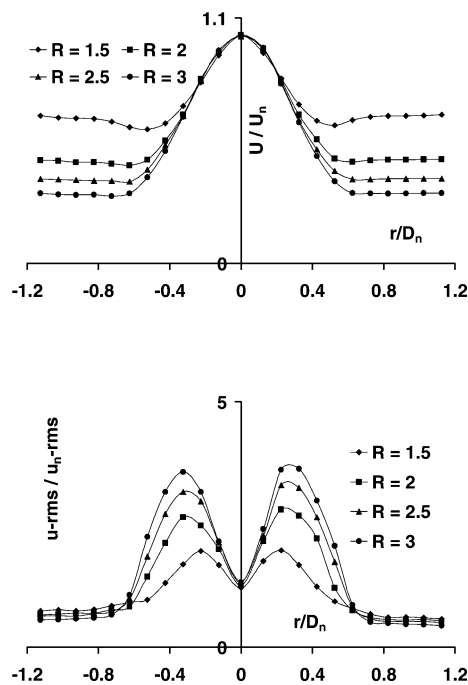 1.1
R = 1.5 R = 2
R = 2.5 R = 3
U / Uₙ
r/Dₙ
0
-1.2 -0.8 -0.4 0 0.4 0.8 1.2
5
u-rms / uₙ-rms
R = 1.5
R = 2
R = 2.5
R = 3
r/Dₙ
0
-1.2 -0.8 -0.4 0 0.4 0.8 1.2